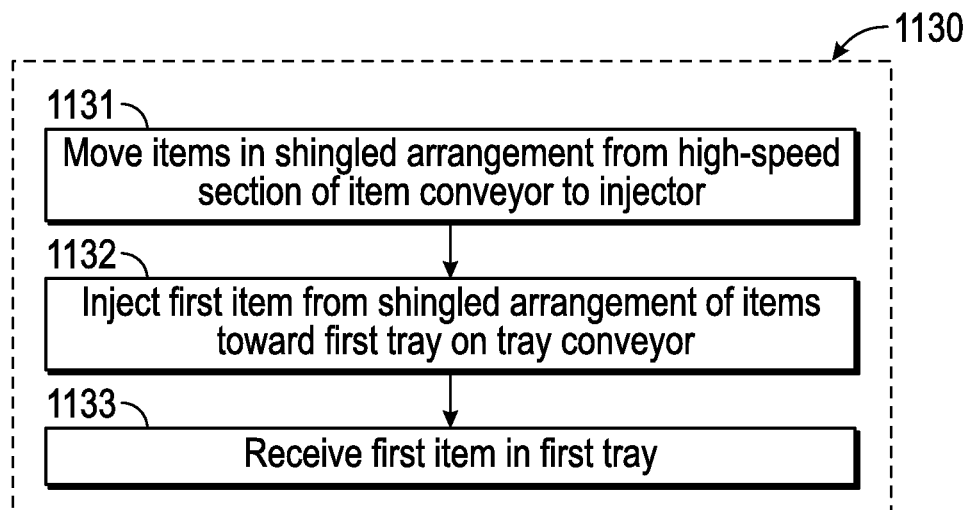 1130
1131
Move items in shingled arrangement from high-speed
section of item conveyor to injector
1132
Inject first item from shingled arrangement of items
toward first tray on tray conveyor
1133
Receive first item in first tray